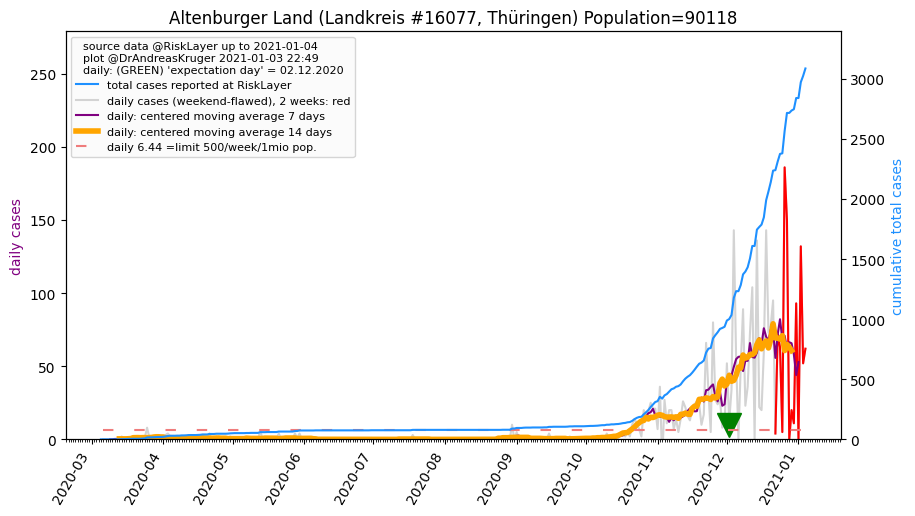 Altenburger Land (Landkreis #16077, Thüringen) Population=90118
source data @RiskLayer up to 2021-01-04
plot @DrAndreasKruger 2021-01-03 22:49
daily: (GREEN) 'expectation day' = 02.12.2020
total cases reported at RiskLayer
daily cases (weekend-flawed), 2 weeks: red
daily: centered moving average 7 days
daily: centered moving average 14 days
daily 6.44 =limit 500/week/1mio pop.
daily cases
250
200
150
100
50
0
cumulative total cases
3000
2500
2000
1500
1000
500
0
2020-03
2020-04
2020-05
2020-06
2020-07
2020-08
2020-09
2020-10
2020-11
2020-12
2021-01